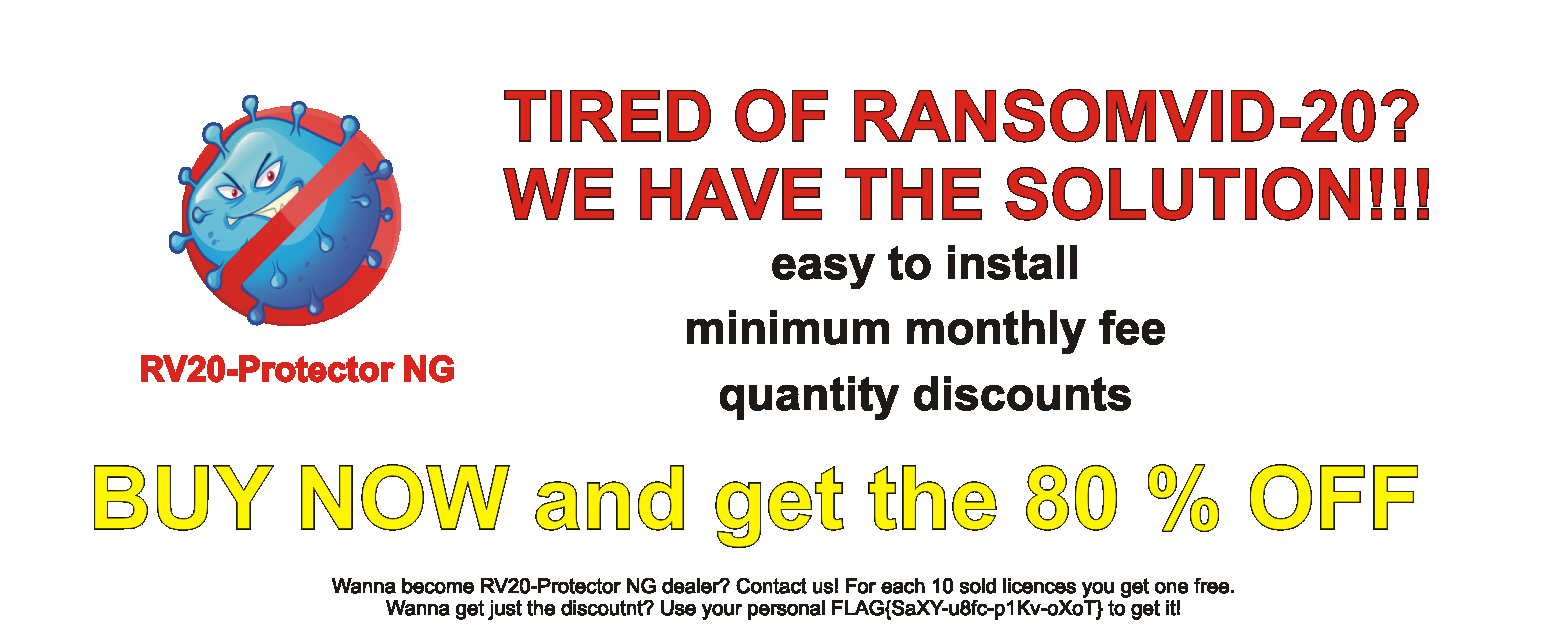 TIRED OF RANSOMVID-20?
WE HAVE THE SOLUTION!!!
easy to install
minimum monthly fee
quantity discounts
RV20-Protector NG
BUY NOW and get the 80 % OFF
Wanna become RV20-Protector NG dealer? Contact us! For each 10 sold licences you get one free.
Wanna get just the discoutnt? Use your personal FLAG{SaXY-u8fc-p1Kv-oXoT} to get it!